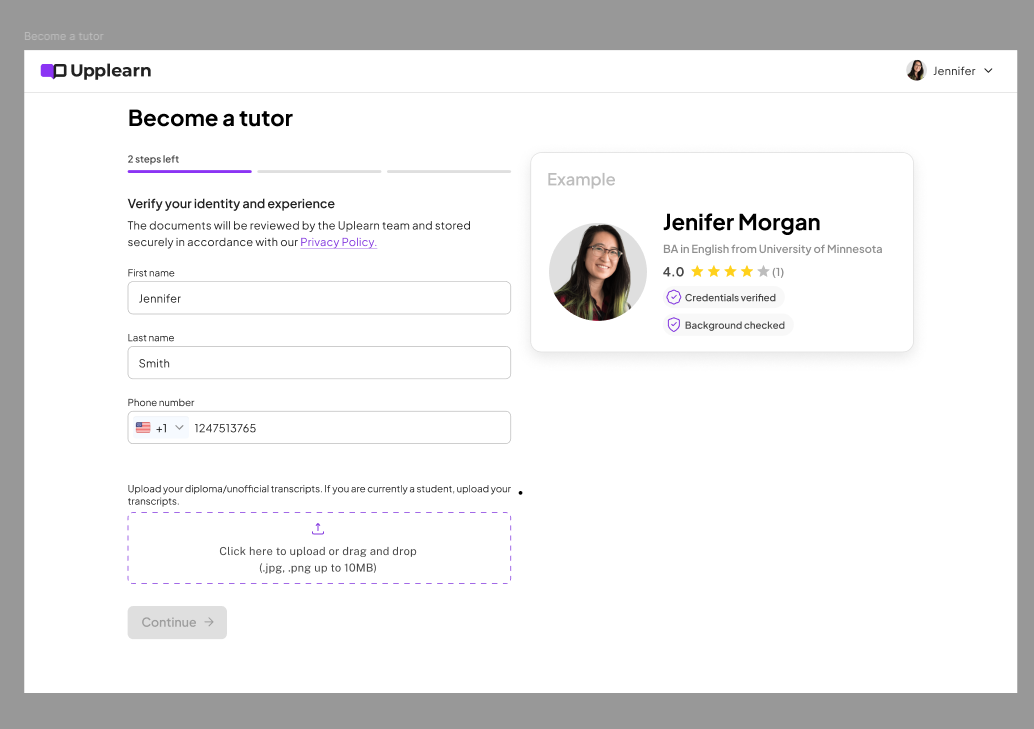 Become a tutor
Upplearn
Jennifer
Become a tutor
2 steps left
Verify your identity and experience
The documents will be reviewed by the Uplearn team and stored
securely in accordance with our Privacy Policy.
First name
Jennifer
Last name
Smith
Phone number
+1 1247513765
Upload your diploma/unofficial transcripts. If you are currently a student, upload your
transcripts.
Click here to upload or drag and drop
(.jpg, .png up to 10MB)
Continue
Example
Jenifer Morgan
BA in English from University of Minnesota
4.0 (1)
Credentials verified
Background checked